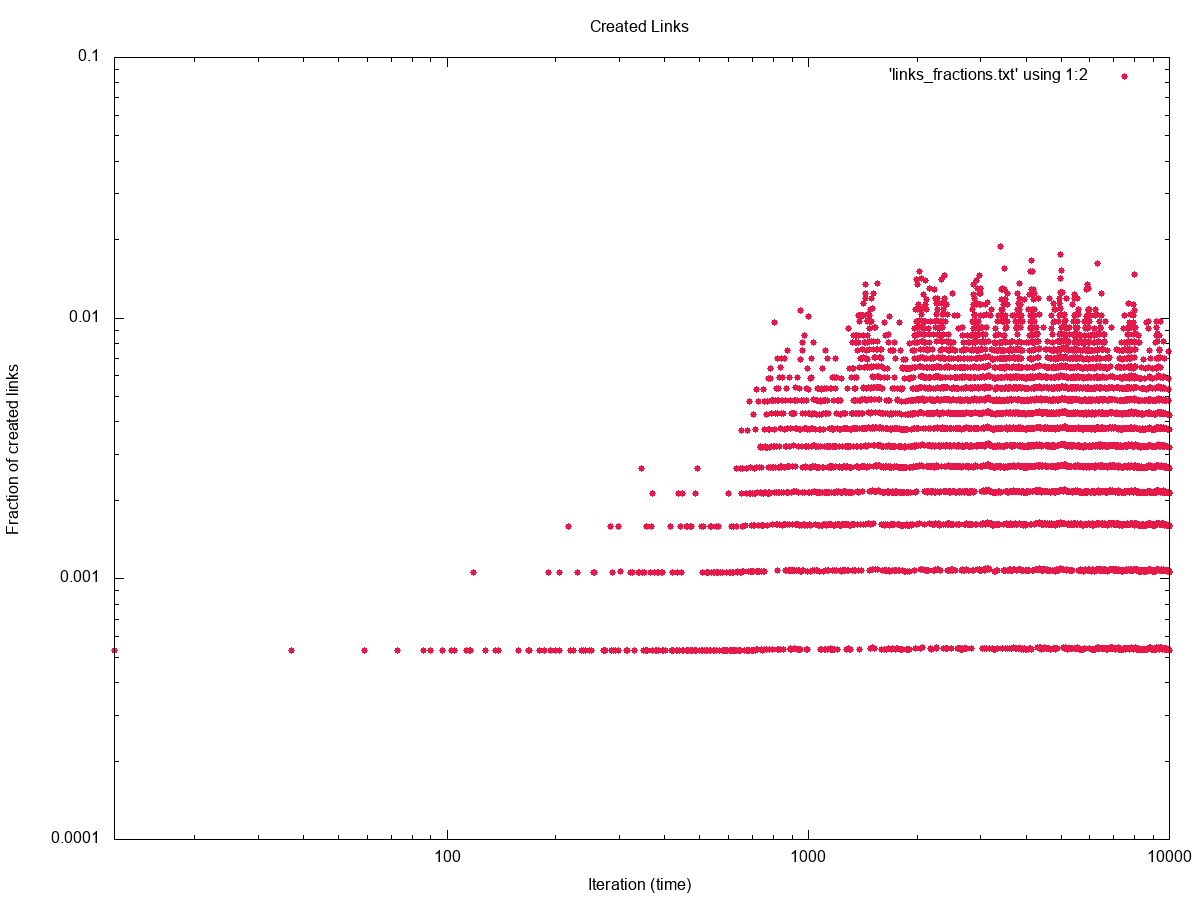 Created Links
'links_fractions.txt' using 1:2
0.1
0.01
0.001
0.0001
Fraction of created links
100
1000
10000
Iteration (time)